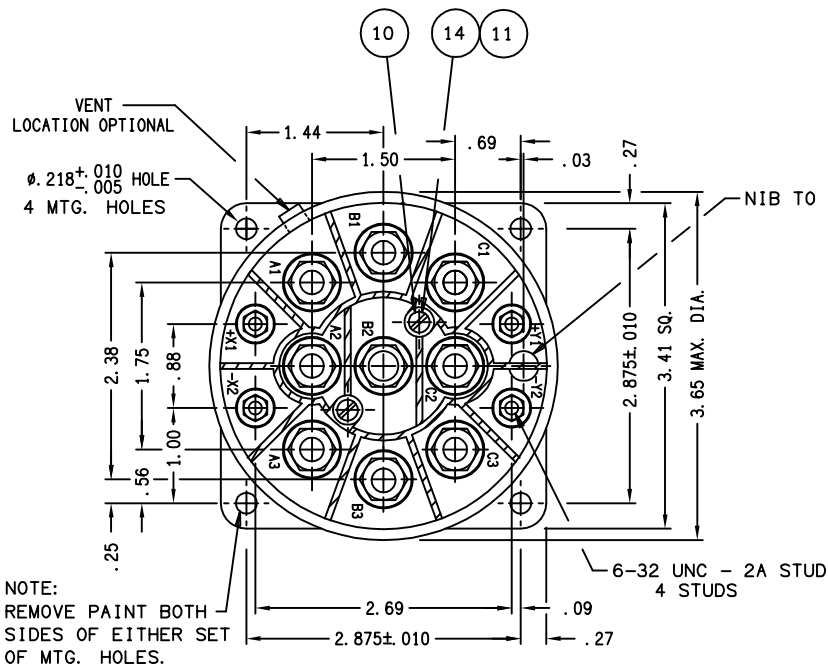 10
14
11
VENT
LOCATION OPTIONAL
1.44
1.50
.69
.03
.27
ø.218+.010 -.005 HOLE
4 MTG. HOLES
NIB TO
B1
A1
C1
+X1
A2
B2
+Y1
-X2
C2
-Y2
A3
C3
B3
2.38
1.75
.88
1.00
.56
.25
2.875±.010
3.41 SQ.
3.65 MAX. DIA.
6-32 UNC - 2A STUD
4 STUDS
NOTE:
REMOVE PAINT BOTH
SIDES OF EITHER SET
OF MTG. HOLES.
2.69
.09
2.875±.010
.27